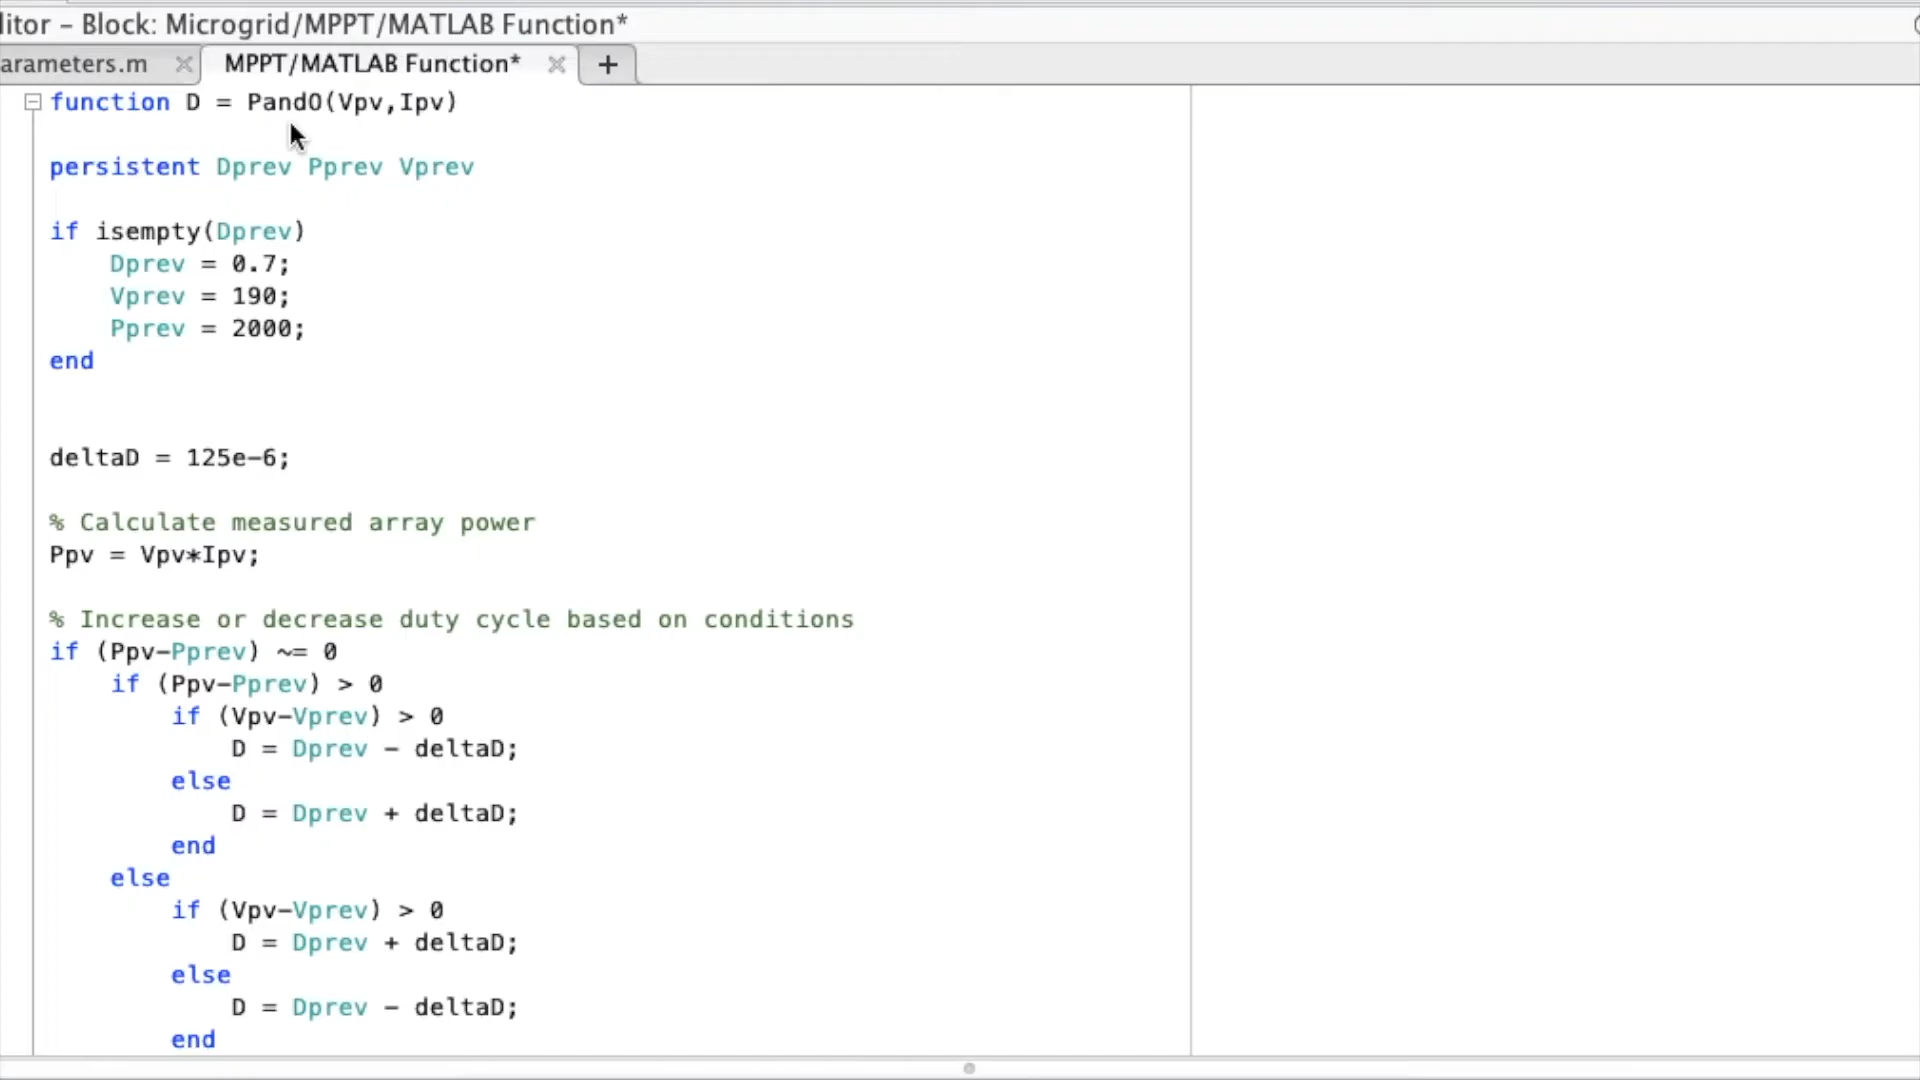 itor – Block: Microgrid/MPPT/MATLAB Function*
arameters.m
MPPT/MATLAB Function*
function D = PandO(Vpv,Ipv)
persistent Dprev Pprev Vprev
if isempty(Dprev)
    Dprev = 0.7;
    Vprev = 190;
    Pprev = 2000;
end
deltaD = 125e-6;
% Calculate measured array power
Ppv = Vpv*Ipv;
% Increase or decrease duty cycle based on conditions
if (Ppv-Pprev) ~= 0
    if (Ppv-Pprev) > 0
        if (Vpv-Vprev) > 0
            D = Dprev - deltaD;
        else
            D = Dprev + deltaD;
        end
    else
        if (Vpv-Vprev) > 0
            D = Dprev + deltaD;
        else
            D = Dprev - deltaD;
        end